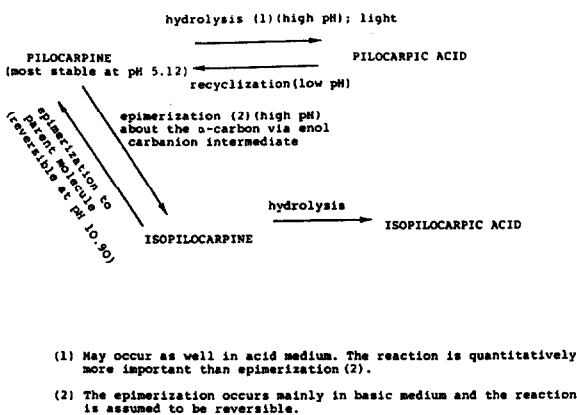 hydrolysis (1)(high pH); light
PILOCARPINE
(most stable at pH 5.12)
PILOCARPIC ACID
recyclization(low pH)
epimerization (2)(high pH)
about the α-carbon via enol
carbanion intermediate
epimerization to
parent molecule
(reversible at pH 10.90)
hydrolysis
ISOPILOCARPINE
ISOPILOCARPIC ACID
(1) May occur as well in acid medium. The reaction is quantitatively
more important than epimerization (2).
(2) The epimerization occurs mainly in basic medium and the reaction
is assumed to be reversible.